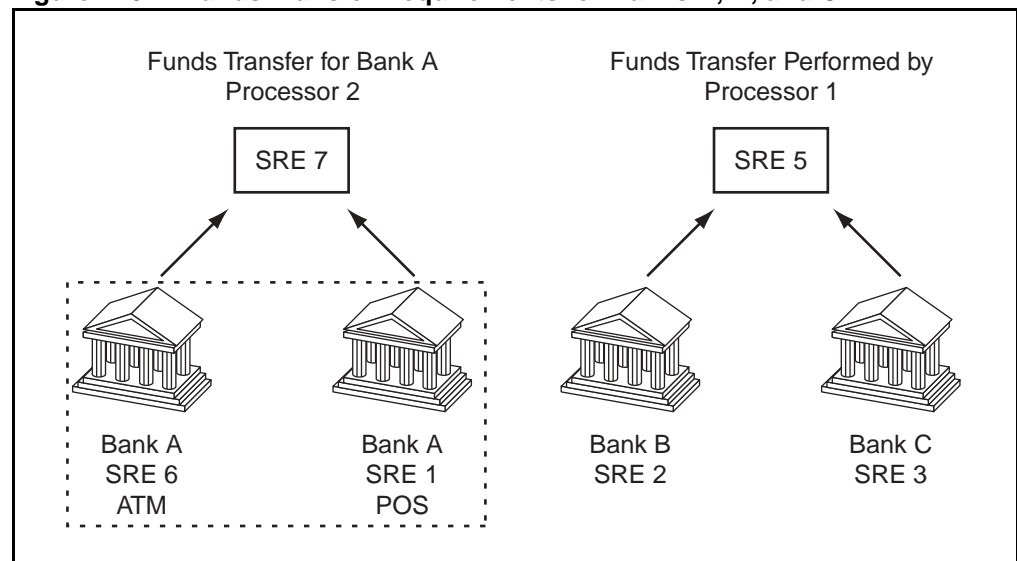 Funds Transfer for Bank A
Processor 2
Funds Transfer Performed by
Processor 1
SRE 7
SRE 5
Bank A
SRE 6
ATM
Bank A
SRE 1
POS
Bank B
SRE 2
Bank C
SRE 3